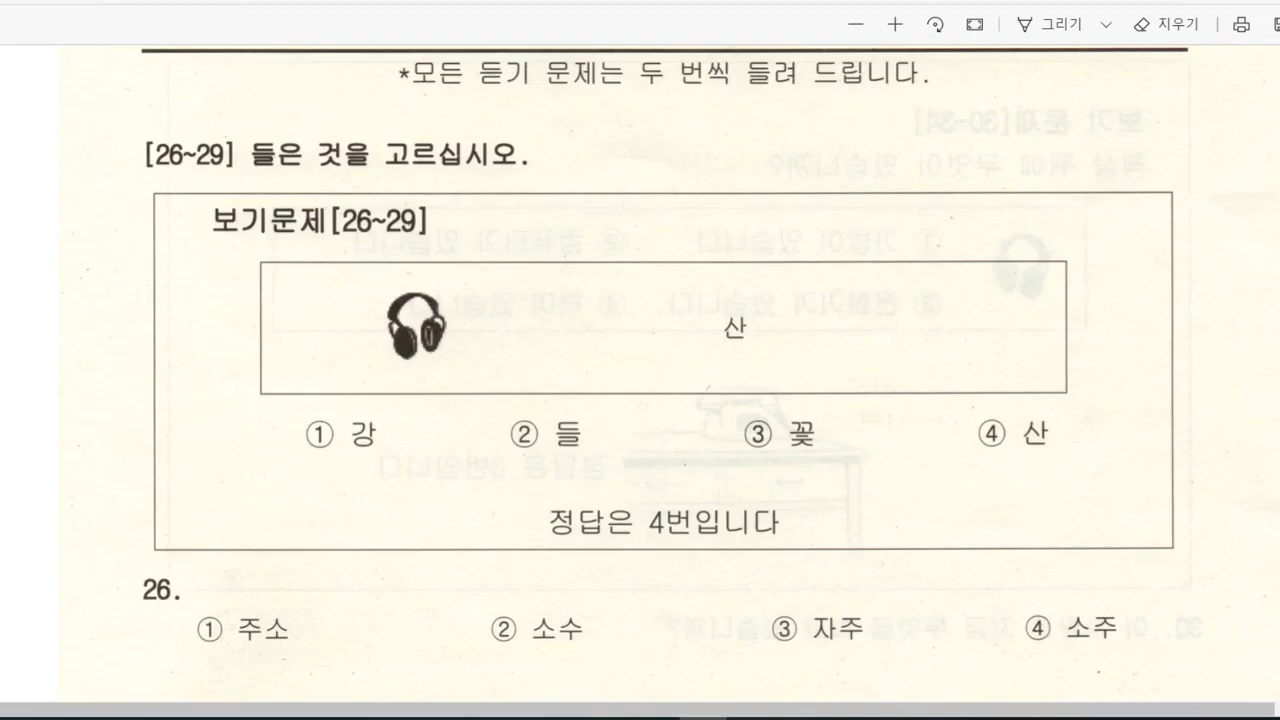 그리기 지우기
*모든 듣기 문제는 두 번씩 들려 드립니다.
[26~29] 들은 것을 고르십시오.
보기문제[26~29]
산
① 강 ② 들 ③ 꽃 ④ 산
정답은 4번입니다
26.
① 주소 ② 소수 ③ 자주 ④ 소주